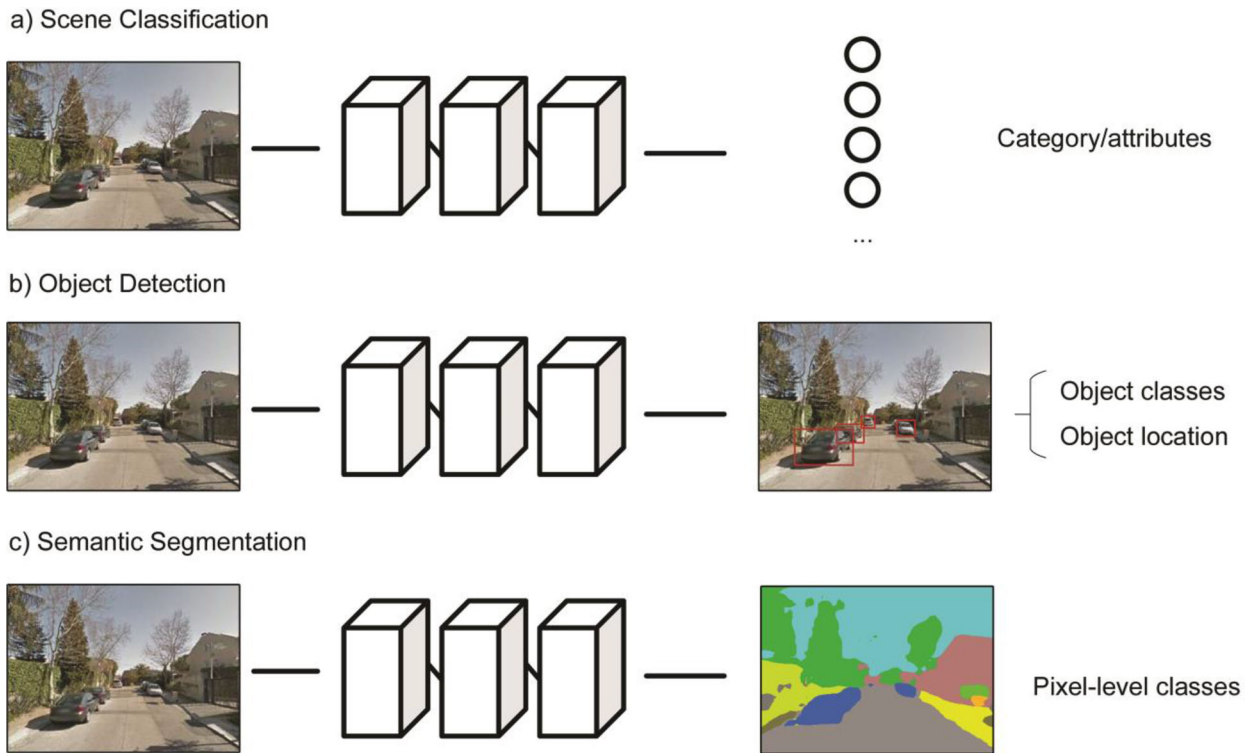 a) Scene Classification
Category/attributes
...
b) Object Detection
Object classes
Object location
c) Semantic Segmentation
Pixel-level classes